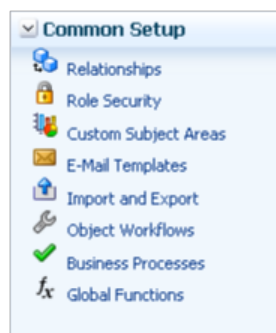 Common Setup
Relationships
Role Security
Custom Subject Areas
E-Mail Templates
Import and Export
Object Workflows
Business Processes
fx Global Functions